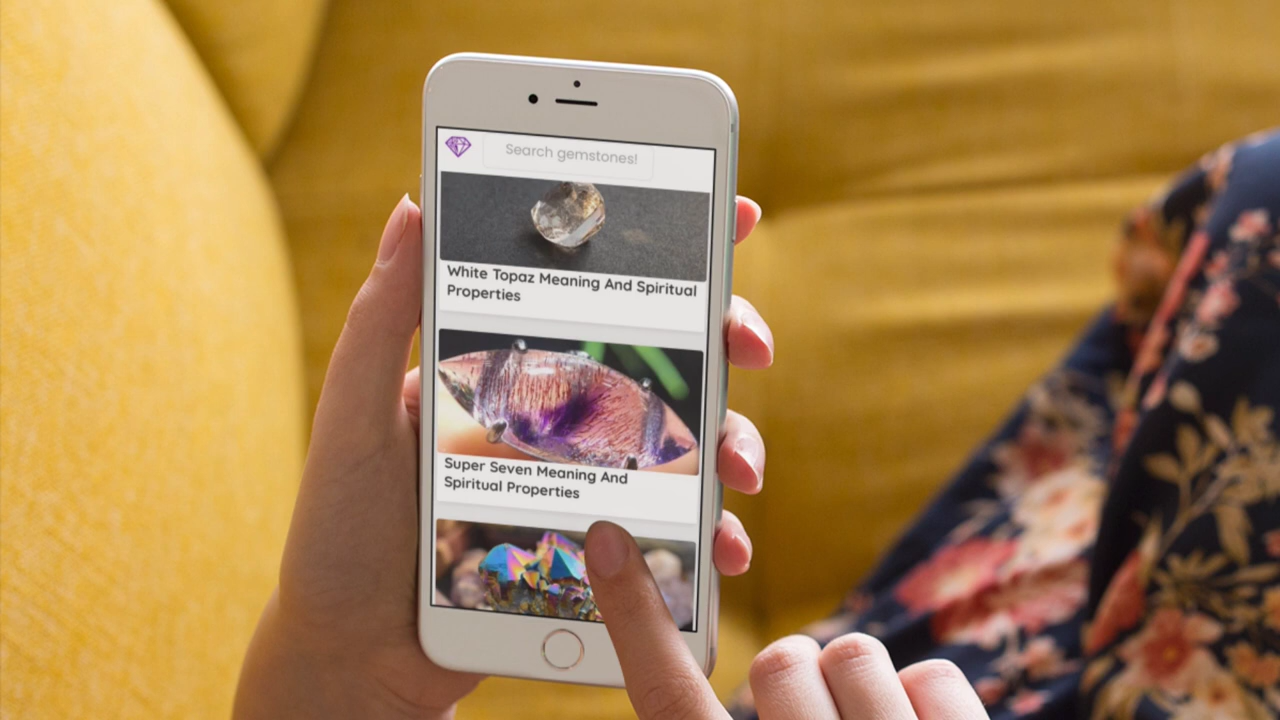 Search gemstones!
White Topaz Meaning And Spiritual
Properties
Super Seven Meaning And
Spiritual Properties